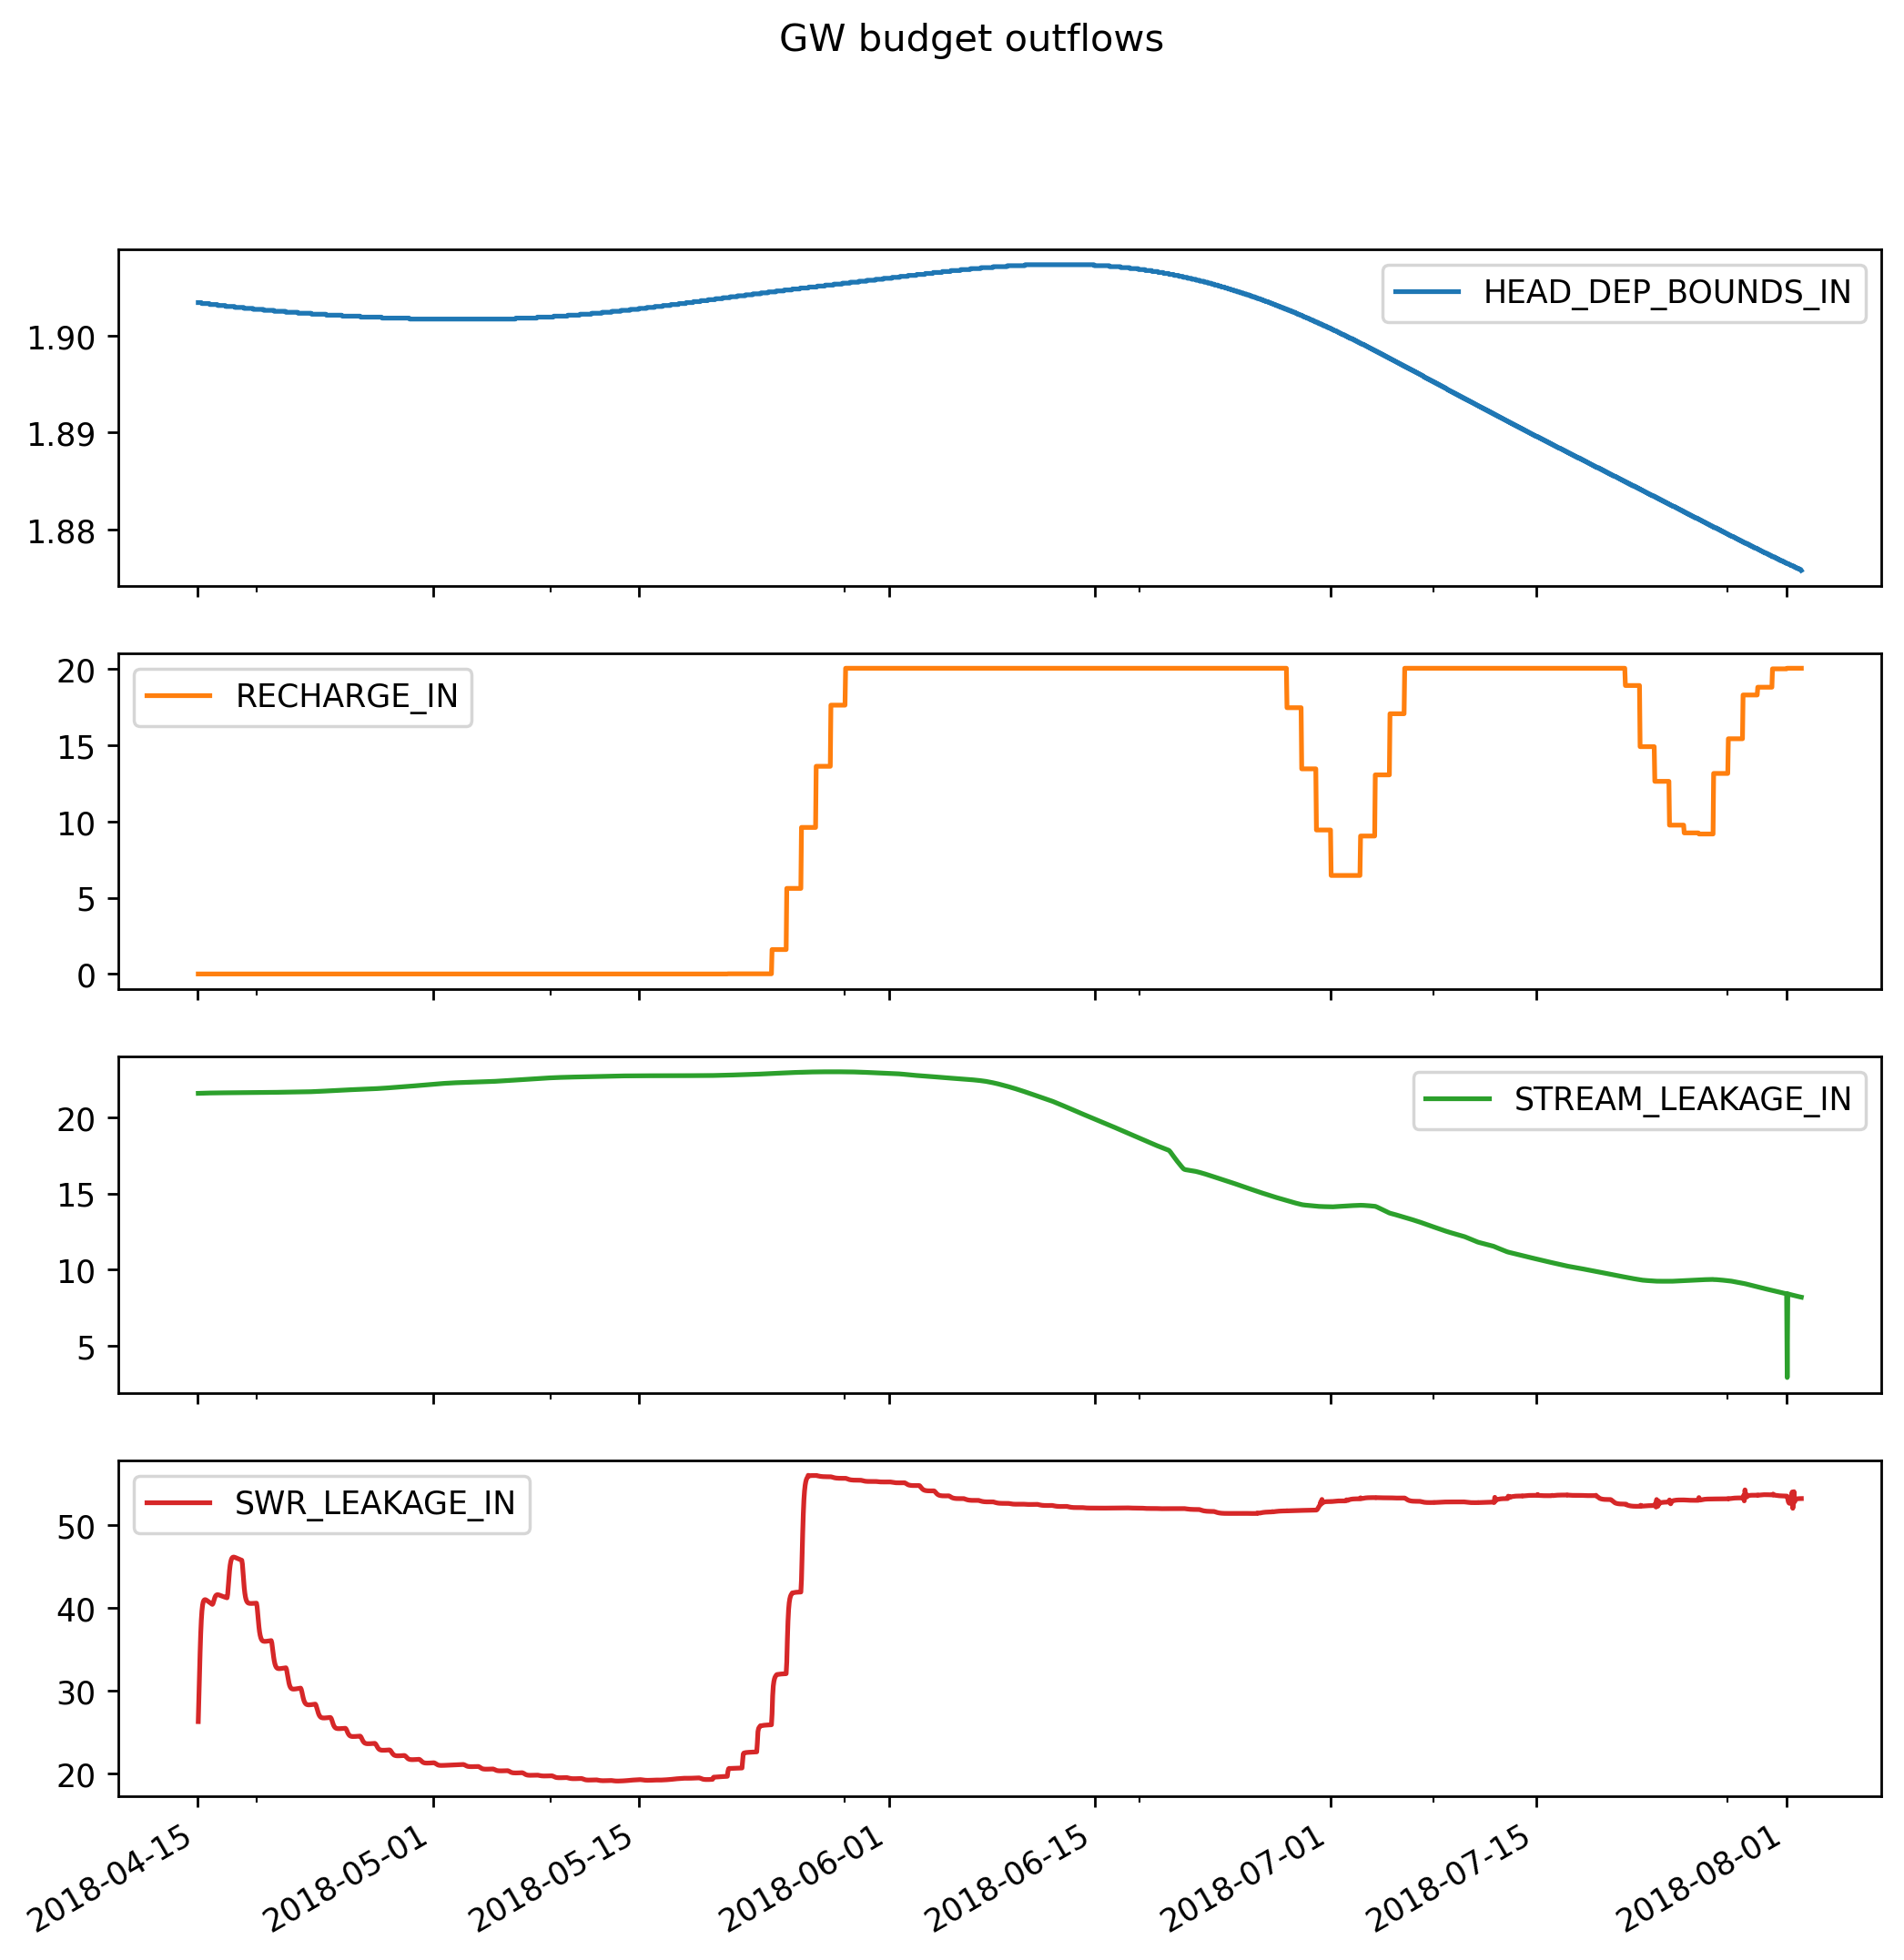 GW budget outflows
HEAD_DEP_BOUNDS_IN
1.90
1.89
1.88
RECHARGE_IN
20
15
10
5
0
STREAM_LEAKAGE_IN
20
15
10
5
SWR_LEAKAGE_IN
50
40
30
20
2018-04-15 2018-05-01 2018-05-15 2018-06-01 2018-06-15 2018-07-01 2018-07-15 2018-08-01